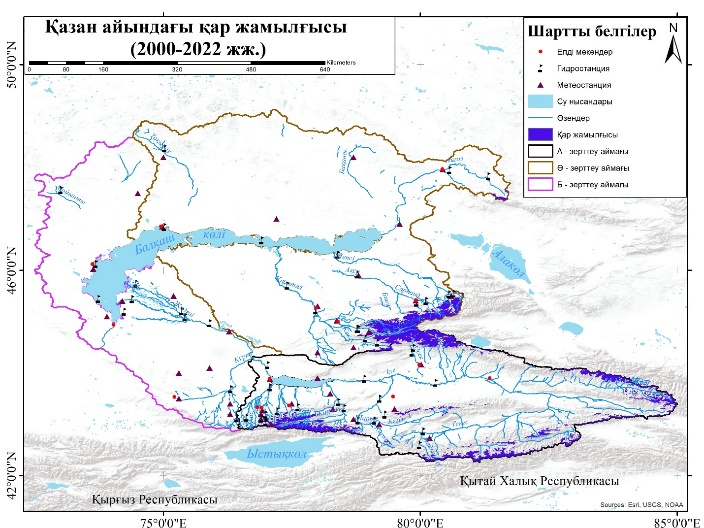 Қазан айындағы қар жамылғысы
(2000-2022 жж.)
Kilometers
0 80 160 320 480 640
Шартты белгілер
N
Елді мекендер
Гидростанция
Метеостанция
Су нысандары
Өзендер
Қар жамылғысы
А - зерттеу аймағы
Ө - зерттеу аймағы
Б - зерттеу аймағы
50°0'0"N
46°0'0"N
42°0'0"N
Балқаш көлі
Алакөл
Ыстықкөл
Қырғыз Республикасы
Қытай Халық Республикасы
Sources: Esri, USGS, NOAA
75°0'0"E
80°0'0"E
85°0'0"E